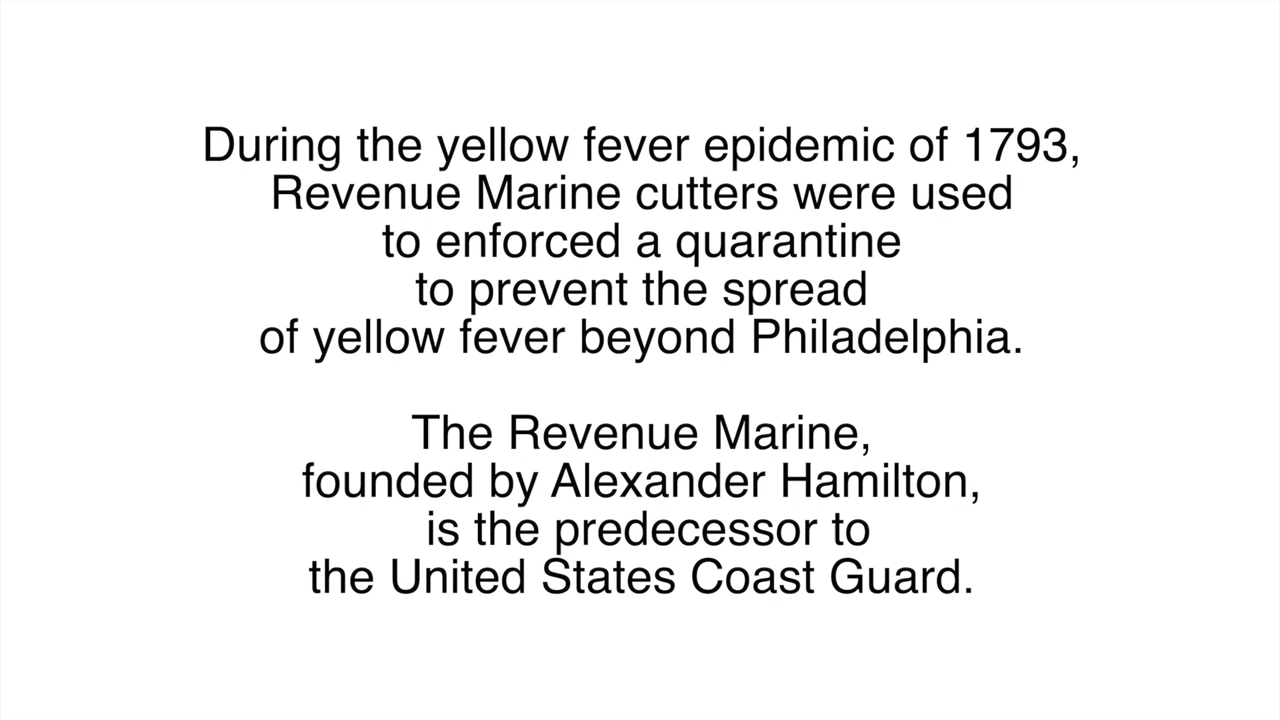 During the yellow fever epidemic of 1793,
Revenue Marine cutters were used
to enforced a quarantine
to prevent the spread
of yellow fever beyond Philadelphia.
The Revenue Marine,
founded by Alexander Hamilton,
is the predecessor to
the United States Coast Guard.